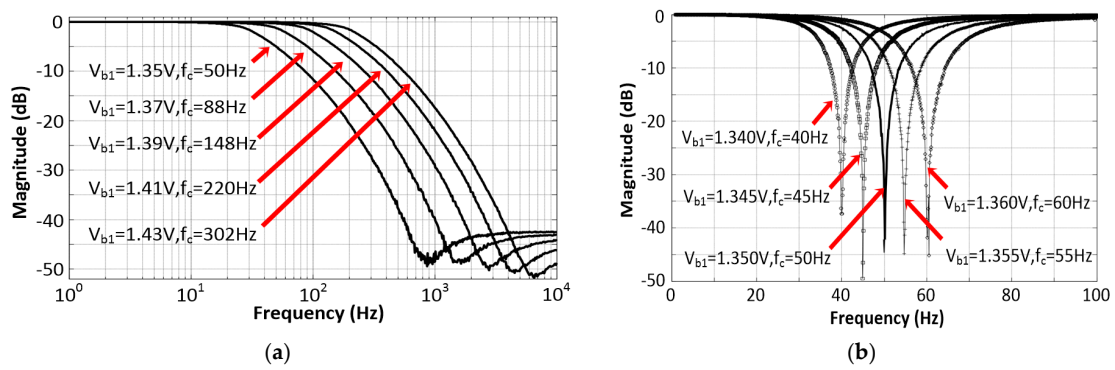 0
-10
-20
-30
-40
-50
Magnitude (dB)
V_b1=1.35V,f_c=50Hz
V_b1=1.37V,f_c=88Hz
V_b1=1.39V,f_c=148Hz
V_b1=1.41V,f_c=220Hz
V_b1=1.43V,f_c=302Hz
10^0 10^1 10^2 10^3 10^4
Frequency (Hz)
(a)
0
-10
-20
-30
-40
-50
Magnitude (dB)
V_b1=1.340V,f_c=40Hz
V_b1=1.345V,f_c=45Hz
V_b1=1.360V,f_c=60Hz
V_b1=1.350V,f_c=50Hz
V_b1=1.355V,f_c=55Hz
0 20 40 60 80 100
Frequency (Hz)
(b)